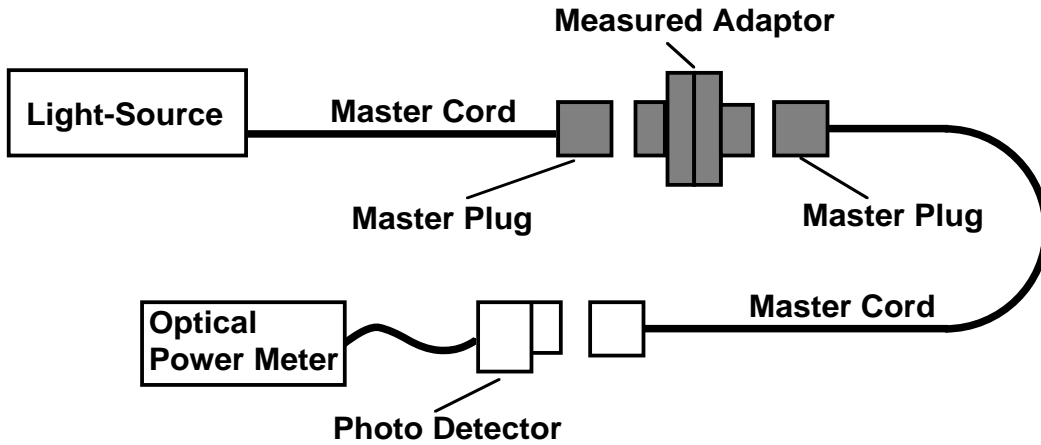 Measured Adaptor
Light-Source
Master Cord
Master Plug
Master Plug
Master Cord
Optical
Power Meter
Photo Detector